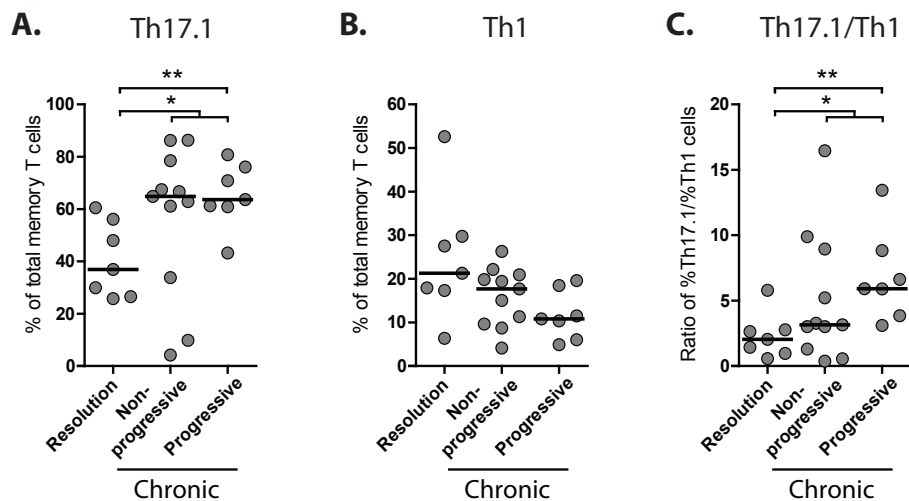 A. Th17.1
% of total memory T cells
100
80
60
40
20
0
**
*
Resolution
Non-
progressive
Progressive
Chronic
B. Th1
% of total memory T cells
60
50
40
30
20
10
0
Resolution
Non-
progressive
Progressive
Chronic
C. Th17.1/Th1
Ratio of %Th17.1/%Th1 cells
20
15
10
5
0
**
*
Resolution
Non-
progressive
Progressive
Chronic